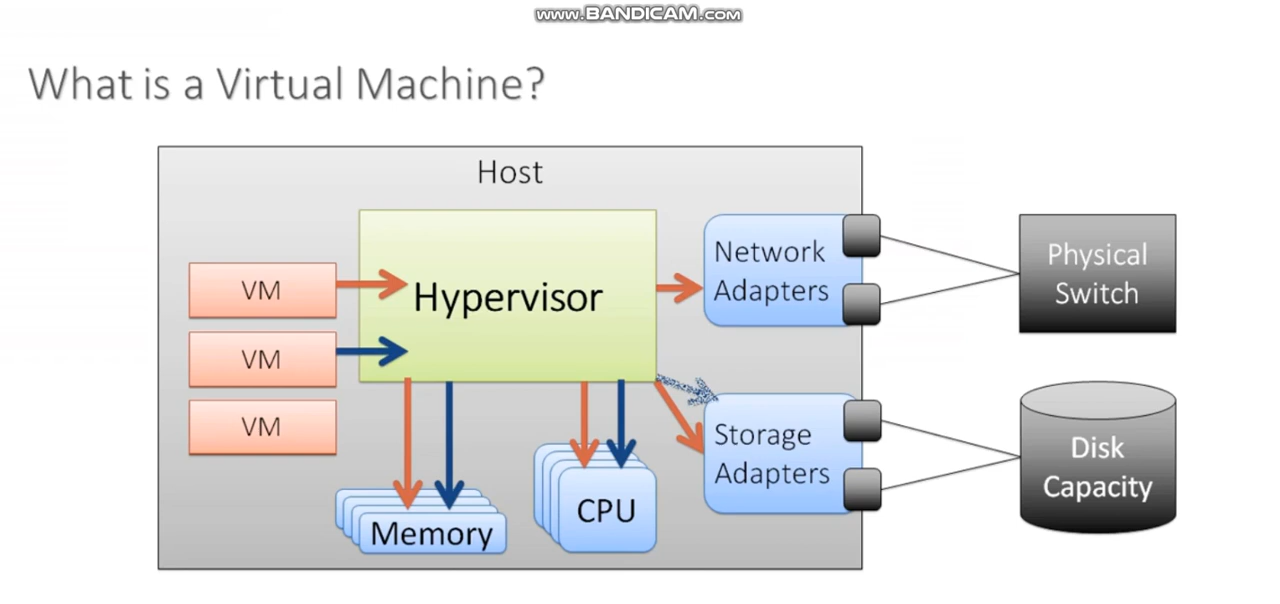 www.BANDICAM.com
What is a Virtual Machine?
Host
VM
VM
VM
Hypervisor
Network
Adapters
Storage
Adapters
Memory
CPU
Physical
Switch
Disk
Capacity